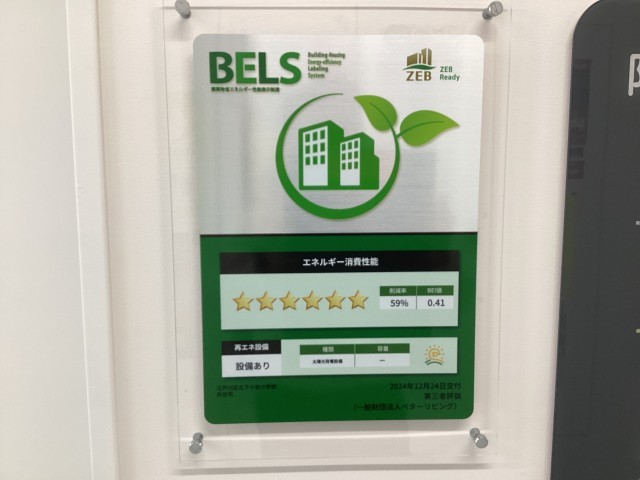 BELS
Building-Housing
Energy-efficiency
Labeling
System
建築物省エネルギー性能表示制度
ZEB
ZEB
Ready
エネルギー消費性能
削減率
BEI値
59%
0.41
再エネ設備
設備あり
種類
容量
太陽光発電設備
—
2024年12月24日交付
第三者評価
(一般財団法人ベターリビング)